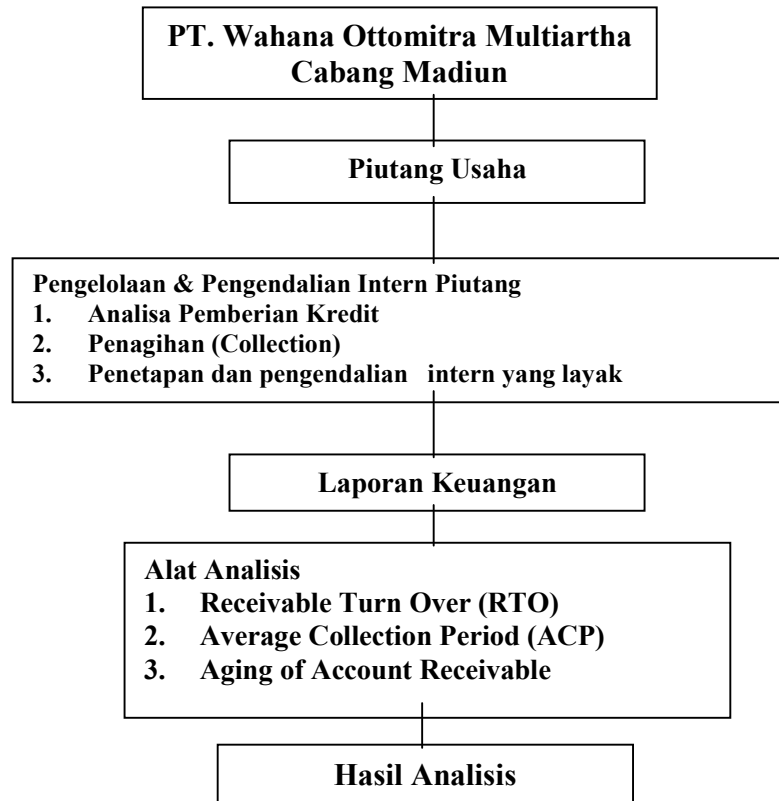 PT. Wahana Ottomitra Multiartha
Cabang Madiun
Piutang Usaha
Pengelolaan & Pengendalian Intern Piutang
1. Analisa Pemberian Kredit
2. Penagihan (Collection)
3. Penetapan dan pengendalian intern yang layak
Laporan Keuangan
Alat Analisis
1. Receivable Turn Over (RTO)
2. Average Collection Period (ACP)
3. Aging of Account Receivable
Hasil Analisis